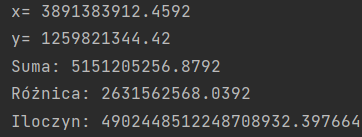 x= 3891383912.4592
y= 1259821344.42
Suma: 5151205256.8792
Różnica: 2631562568.0392
Iloczyn: 4902448512248708932.397664